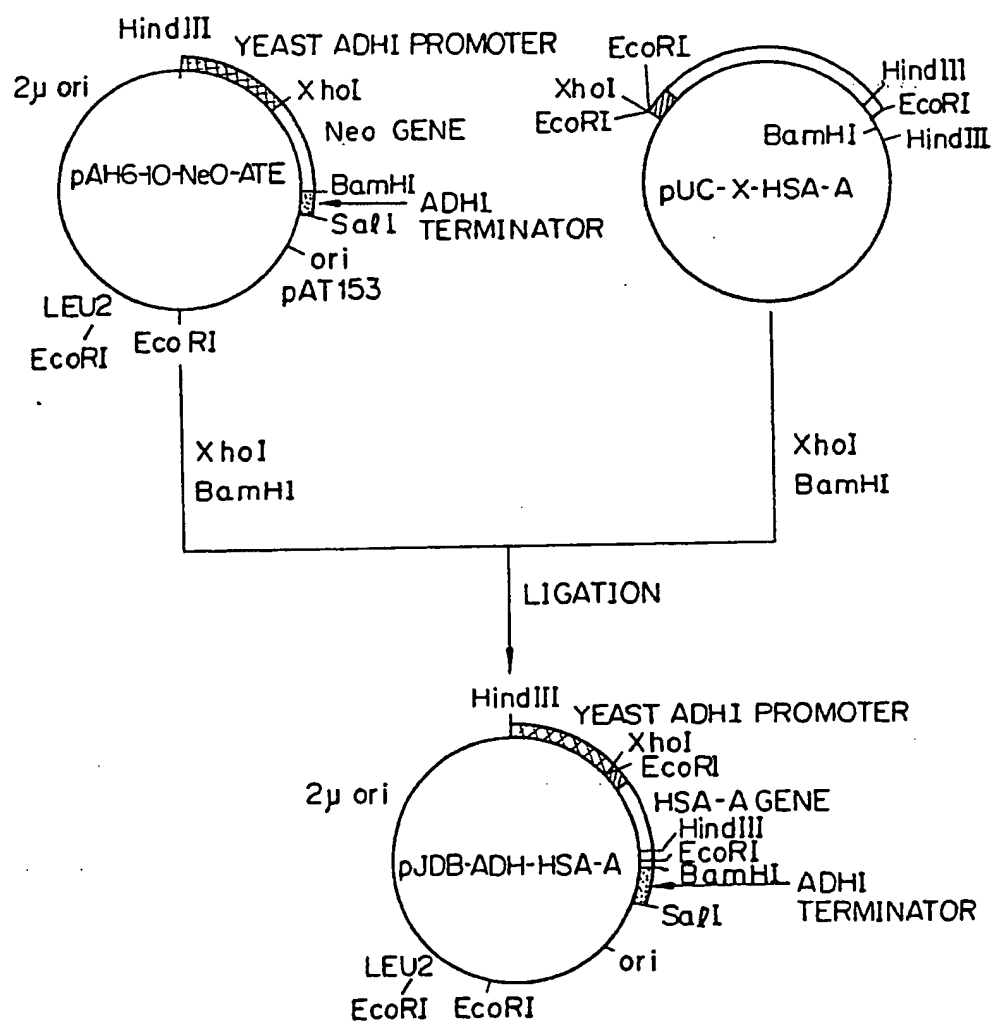 HindIII
YEAST ADHI PROMOTER
2μ ori
XhoI
Neo GENE
pAH6-10-NeO-ATE
BamHI
ADHI
TERMINATOR
SalI
ori
pAT153
LEU2
EcoRI
EcoRI
EcoRI
XhoI
EcoRI
HindIII
EcoRI
BamHI
HindIII
pUC-X-HSA-A
XhoI
BamHI
XhoI
BamHI
LIGATION
HindIII
YEAST ADHI PROMOTER
XhoI
EcoRI
2μ ori
HSA-A GENE
HindIII
EcoRI
BamHI
pJDB-ADH-HSA-A
ADHI
TERMINATOR
SalI
ori
LEU2
EcoRI
EcoRI